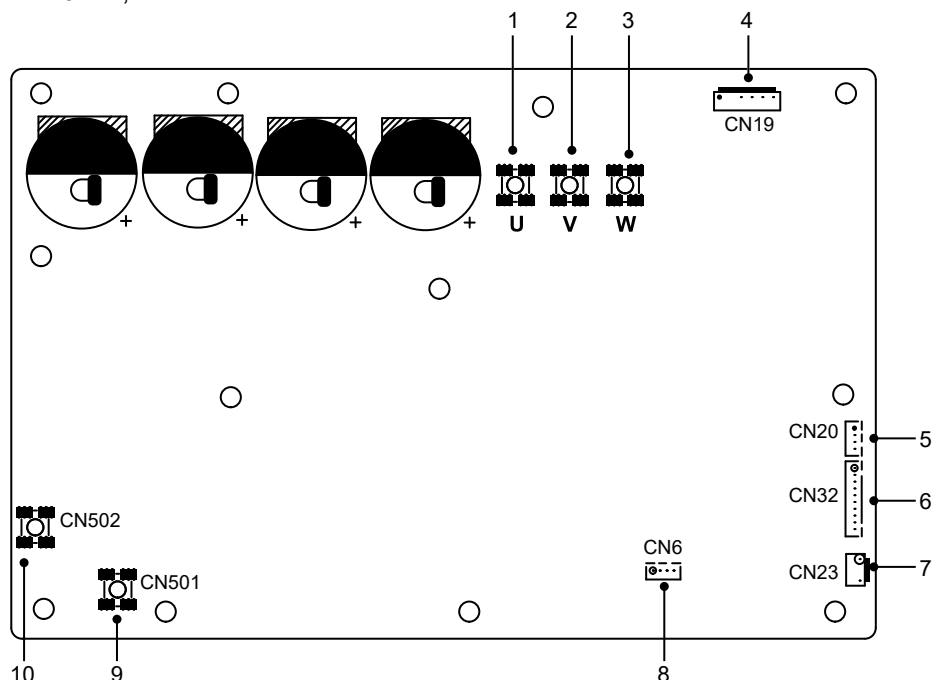 1 2 3 4
CN19
U V W
+ + + +
CN20 5
CN32 6
CN502
CN6
CN23 7
CN501
10 9 8